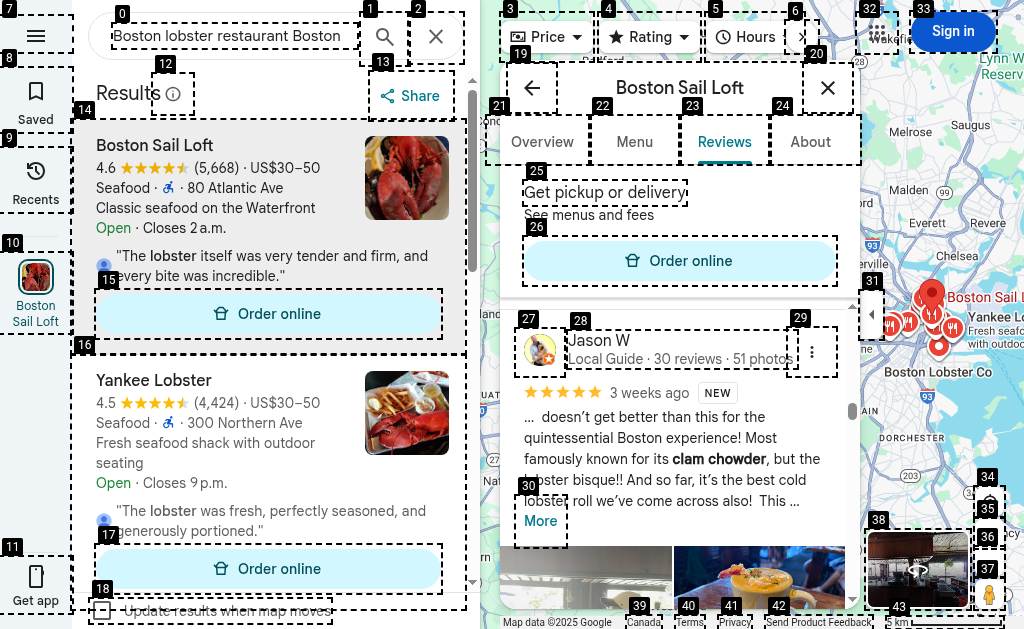 Boston lobster restaurant Boston
Results
Share
Saved
Recents
Boston
Sail Loft
Get app
Boston Sail Loft
4.6 (5,668) · US$30–50
Seafood · · 80 Atlantic Ave
Classic seafood on the Waterfront
Open · Closes 2 a.m.
"The lobster itself was very tender and firm, and
every bite was incredible."
Order online
Yankee Lobster
4.5 (4,424) · US$30–50
Seafood · · 300 Northern Ave
Fresh seafood shack with outdoor
seating
Open · Closes 9 p.m.
"The lobster was fresh, perfectly seasoned, and
generously portioned."
Order online
Update results when map moves
Price
Rating
Hours
Sign in
Boston Sail Loft
Overview
Menu
Reviews
About
Get pickup or delivery
See menus and fees
Order online
Jason W
Local Guide · 30 reviews · 51 photos
3 weeks ago NEW
... doesn't get better than this for the
quintessential Boston experience! Most
famously known for its clam chowder, but the
lobster bisque!! And so far, it's the best cold
lobster roll we've come across also! This ...
More
Melrose
Saugus
Malden
Everett
Revere
Chelsea
93
Boston Sail L
Yankee Lo
Fresh seafo
with outdoo
Boston Lobster Co
93
DORCHESTER
203
28
Lynn W
Reserv
Map data ©2025 Google
Canada
Terms
Privacy
Send Product Feedback
5 km
0
1
2
3
4
5
6
7
8
9
10
11
12
13
14
15
16
17
18
19
20
21
22
23
24
25
26
27
28
29
30
31
32
33
34
35
36
37
38
39
40
41
42
43